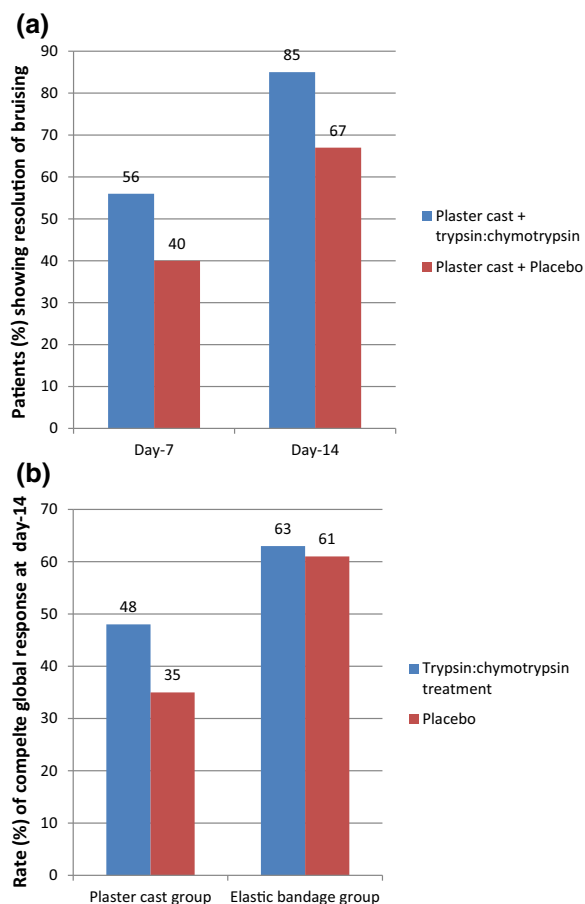 (a)
Patients (%) showing resolution of bruising
90
80
70
60
50
40
30
20
10
0
56
40
85
67
Day-7
Day-14
Plaster cast +
trypsin:chymotrypsin
Plaster cast + Placebo
(b)
Rate (%) of compelte global response at day-14
70
60
50
40
30
20
10
0
48
35
63
61
Plaster cast group
Elastic bandage group
Trypsin:chymotrypsin
treatment
Placebo